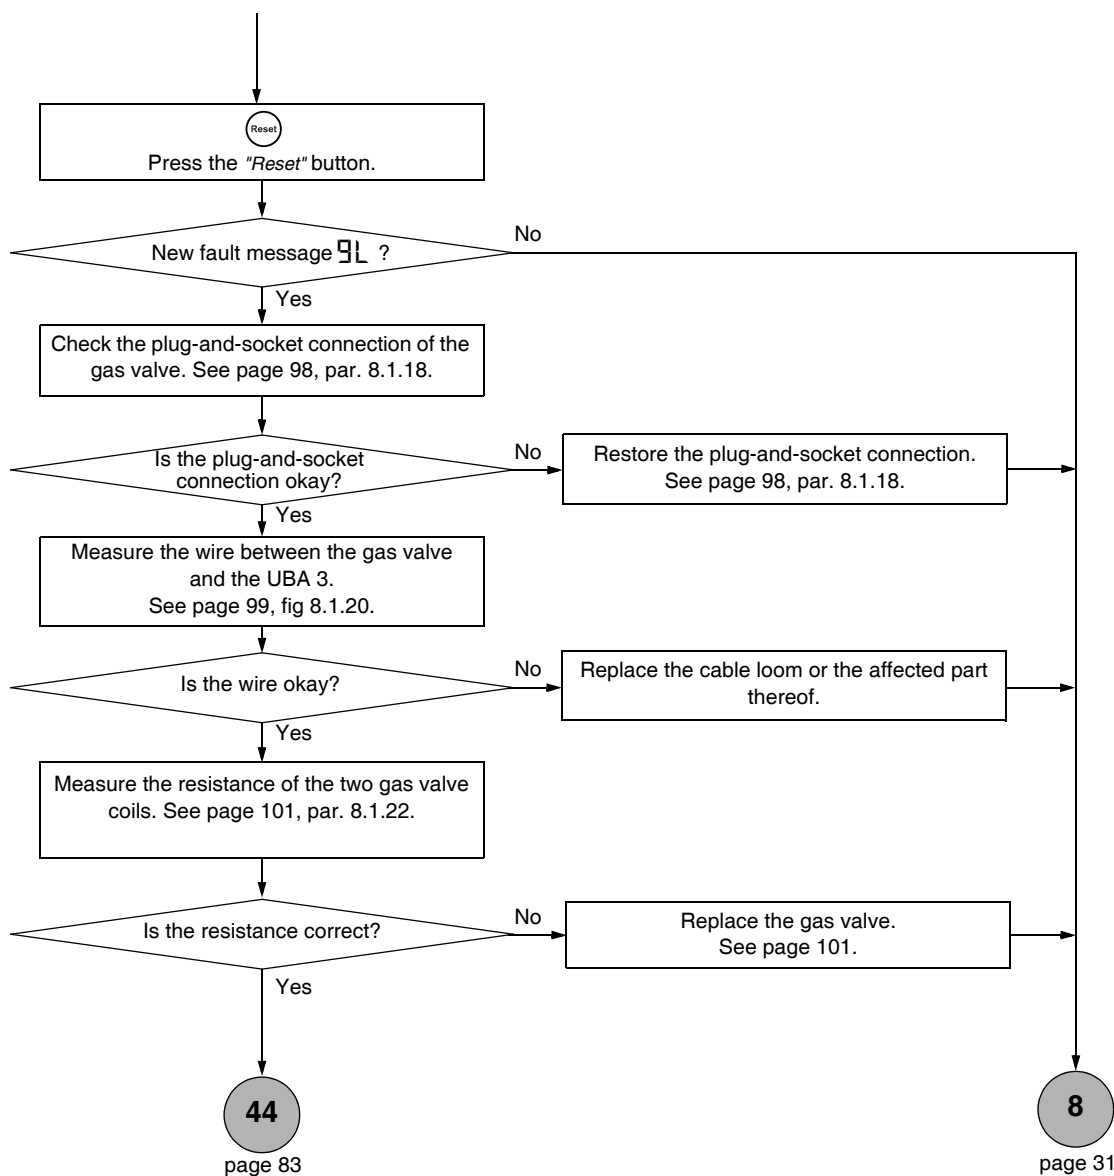 Reset
Press the "Reset" button.
New fault message 9L ?
No
Yes
Check the plug-and-socket connection of the
gas valve. See page 98, par. 8.1.18.
Is the plug-and-socket
connection okay?
No
Restore the plug-and-socket connection.
See page 98, par. 8.1.18.
Yes
Measure the wire between the gas valve
and the UBA 3.
See page 99, fig 8.1.20.
Is the wire okay?
No
Replace the cable loom or the affected part
thereof.
Yes
Measure the resistance of the two gas valve
coils. See page 101, par. 8.1.22.
Is the resistance correct?
No
Replace the gas valve.
See page 101.
Yes
44
page 83
8
page 31